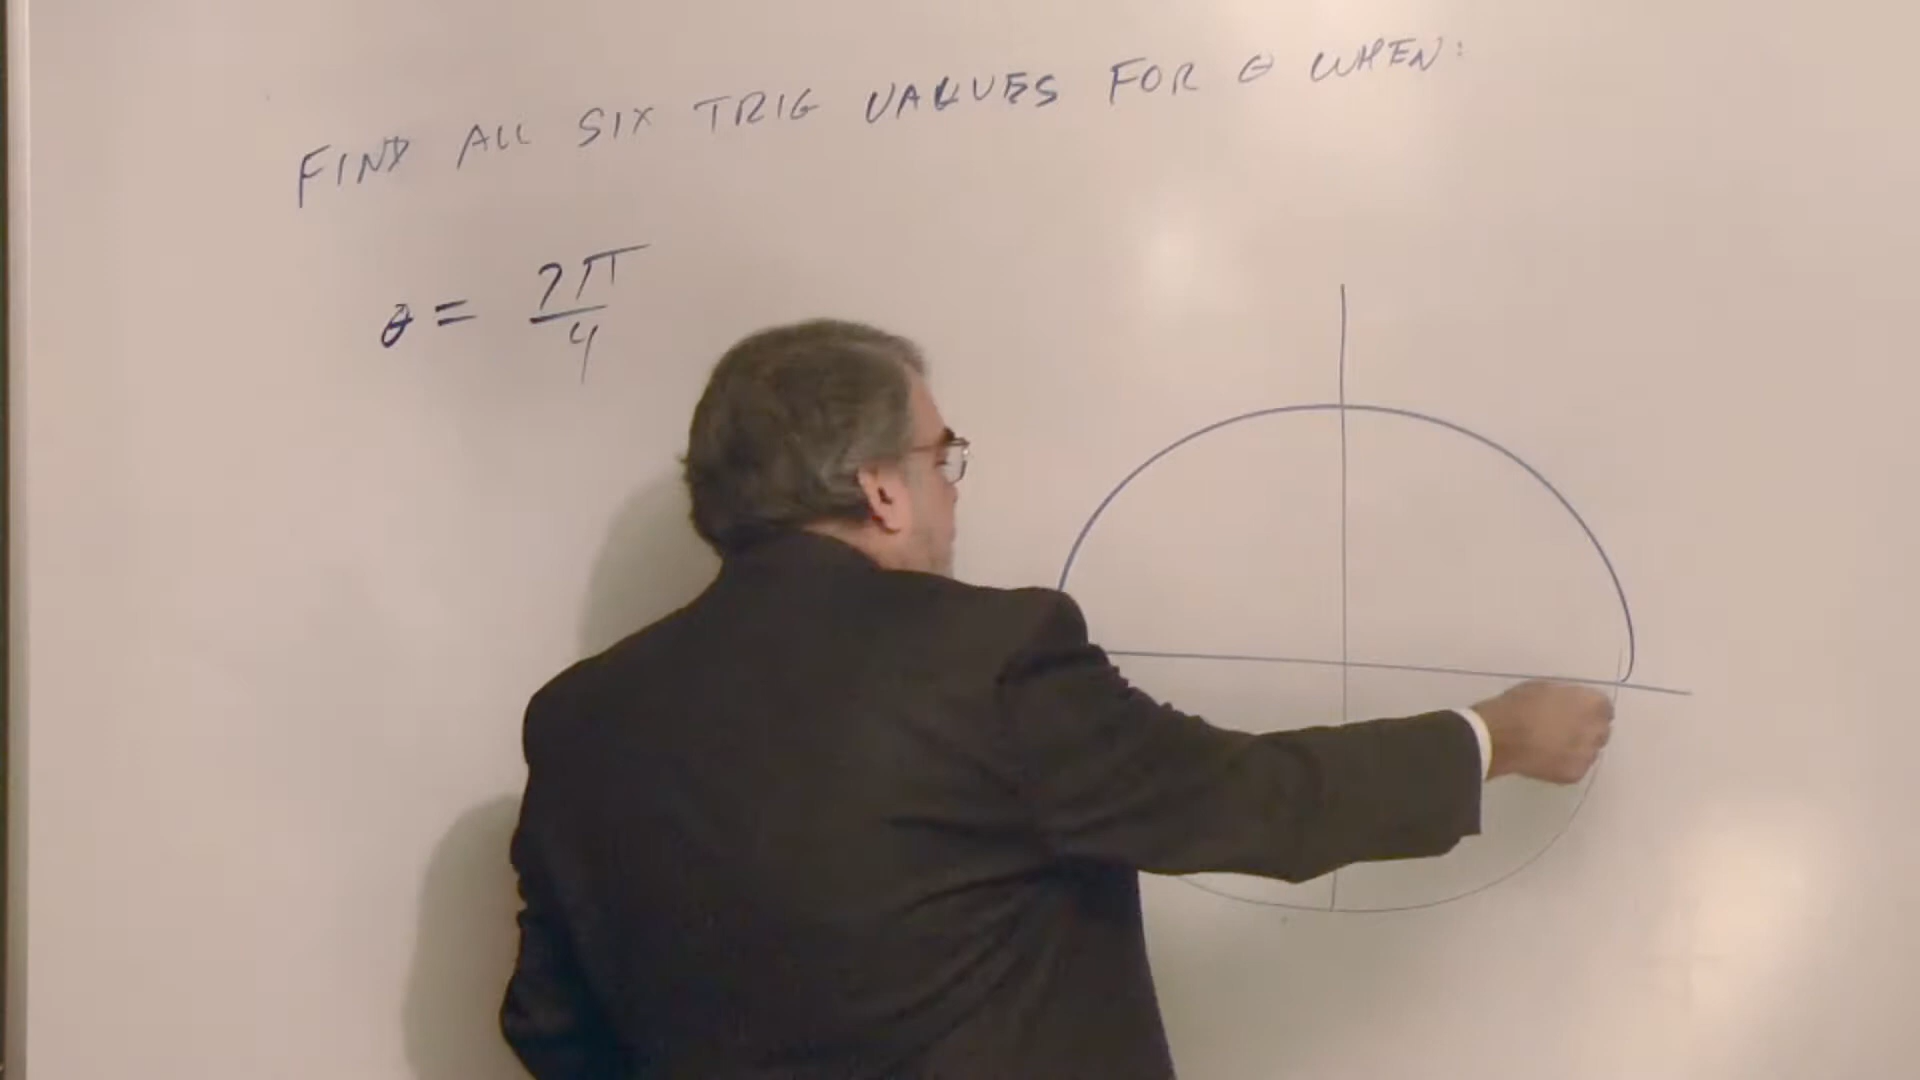 FIND ALL SIX TRIG VALUES FOR θ WHEN:
θ = 7π/4